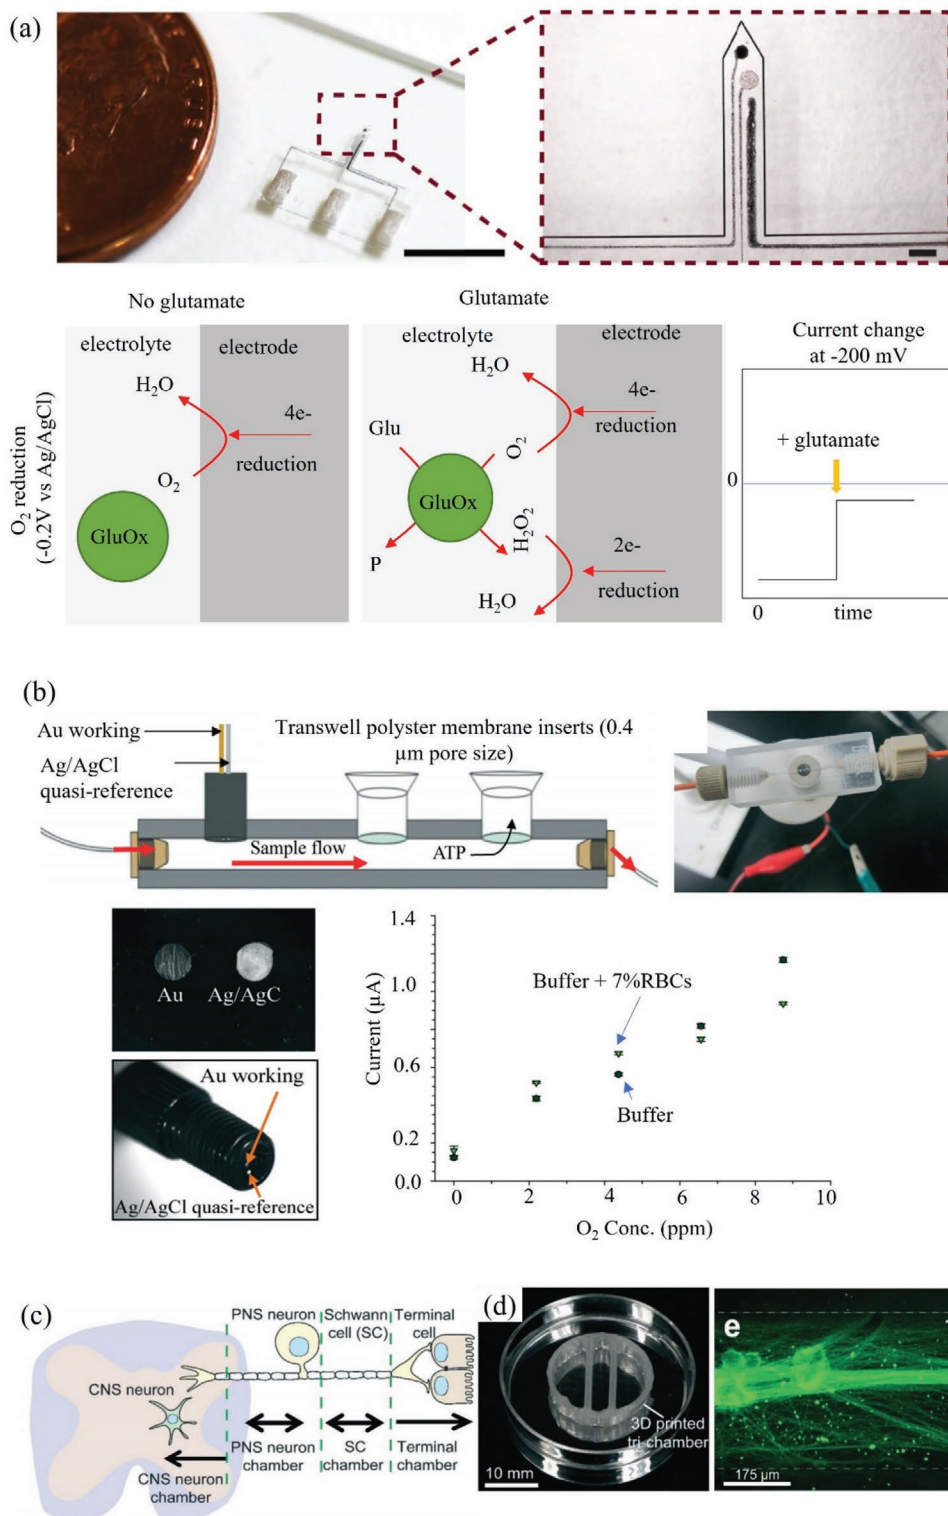 (a)
No glutamate
Glutamate
electrolyte
electrode
H₂O
4e-
reduction
O₂
GluOx
O₂ reduction
(-0.2V vs Ag/AgCl)
electrolyte
electrode
H₂O
4e-
reduction
Glu
O₂
GluOx
H₂O₂
P
2e-
reduction
H₂O
Current change
at -200 mV
+ glutamate
0
0
time
(b)
Au working
Ag/AgCl
quasi-reference
Transwell polyster membrane inserts (0.4
µm pore size)
Sample flow
ATP
Au
Ag/AgC
Au working
Ag/AgCl quasi-reference
1.4
1.0
0.6
0.2
0.0
Current (µA)
Buffer + 7%RBCs
Buffer
0
2
4
6
8
10
O₂ Conc. (ppm)
(c)
PNS neuron
Schwann
cell (SC)
Terminal
cell
CNS neuron
CNS neuron
chamber
PNS neuron
chamber
SC
chamber
Terminal
chamber
(d)
3D printed
tri-chamber
10 mm
e
175 µm